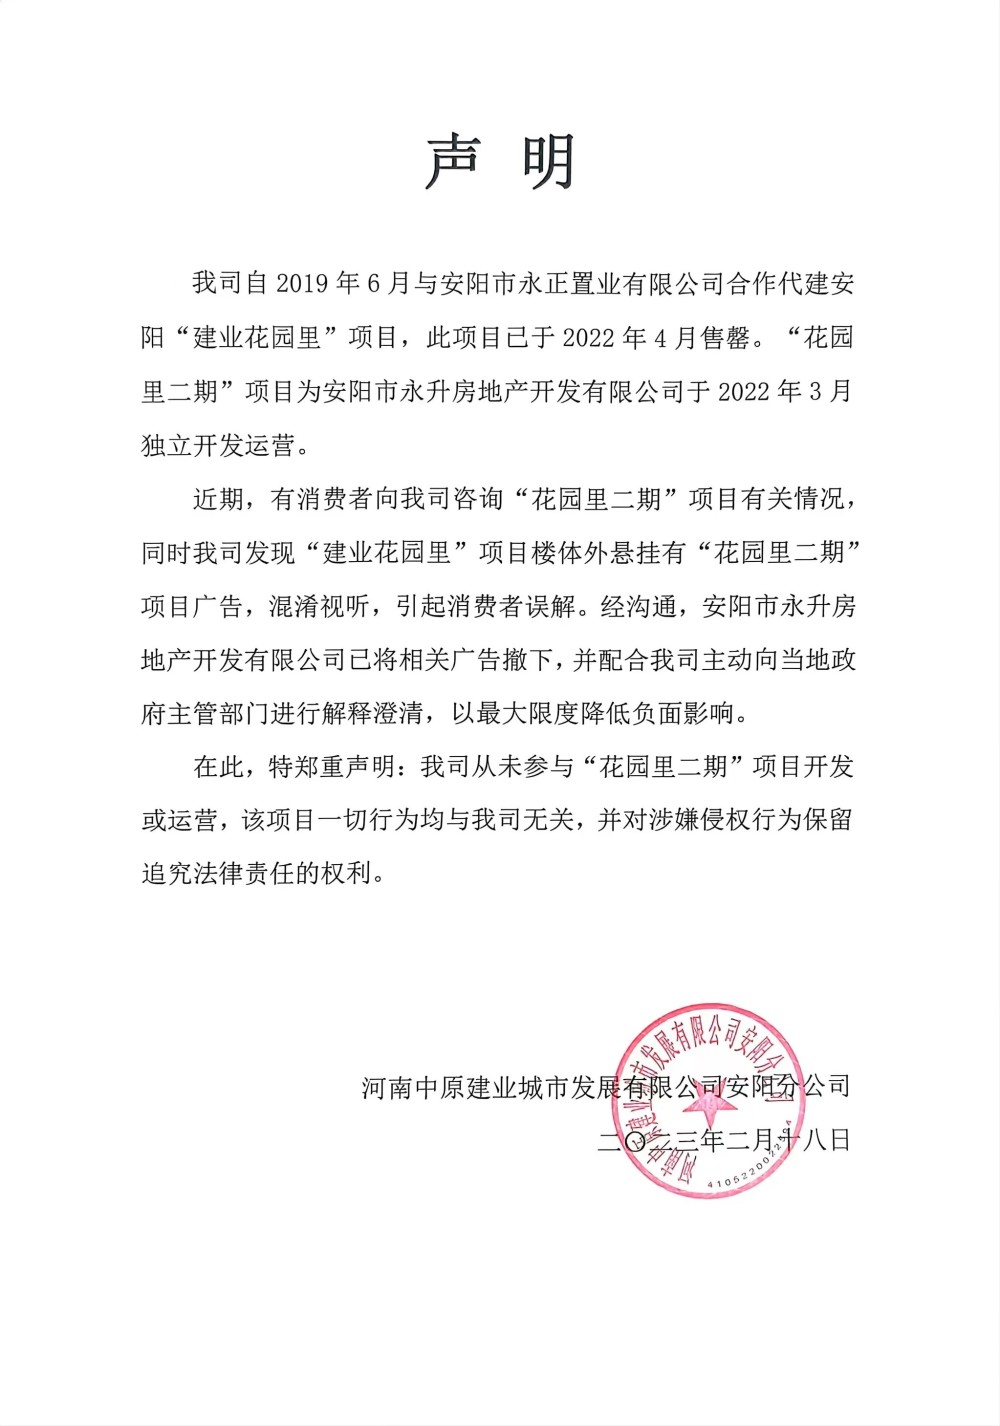 声 明
我司自 2019 年 6 月与安阳市永正置业有限公司合作代建安
阳“建业花园里”项目，此项目已于 2022 年 4 月售罄。“花园
里二期”项目为安阳市永升房地产开发有限公司于 2022 年 3 月
独立开发运营。
近期，有消费者向我司咨询“花园里二期”项目有关情况，
同时我司发现“建业花园里”项目楼体外悬挂有“花园里二期”
项目广告，混淆视听，引起消费者误解。经沟通，安阳市永升房
地产开发有限公司已将相关广告撤下，并配合我司主动向当地政
府主管部门进行解释澄清，以最大限度降低负面影响。
在此，特郑重声明：我司从未参与“花园里二期”项目开发
或运营，该项目一切行为均与我司无关，并对涉嫌侵权行为保留
追究法律责任的权利。
河南中原建业城市发展有限公司安阳分公司
二〇二三年二月十八日
河南中原建业城市发展有限公司安阳分公司